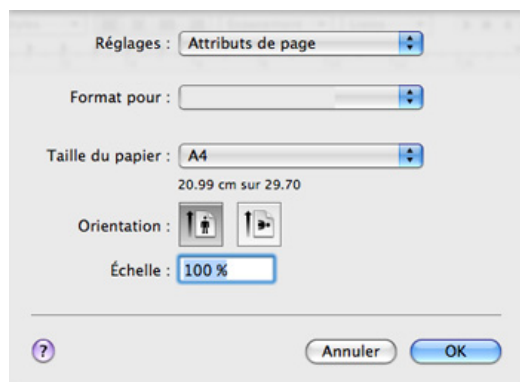 Réglages : Attributs de page
Format pour :
Taille du papier : A4
20.99 cm sur 29.70
Orientation :
Échelle : 100 %
? Annuler OK